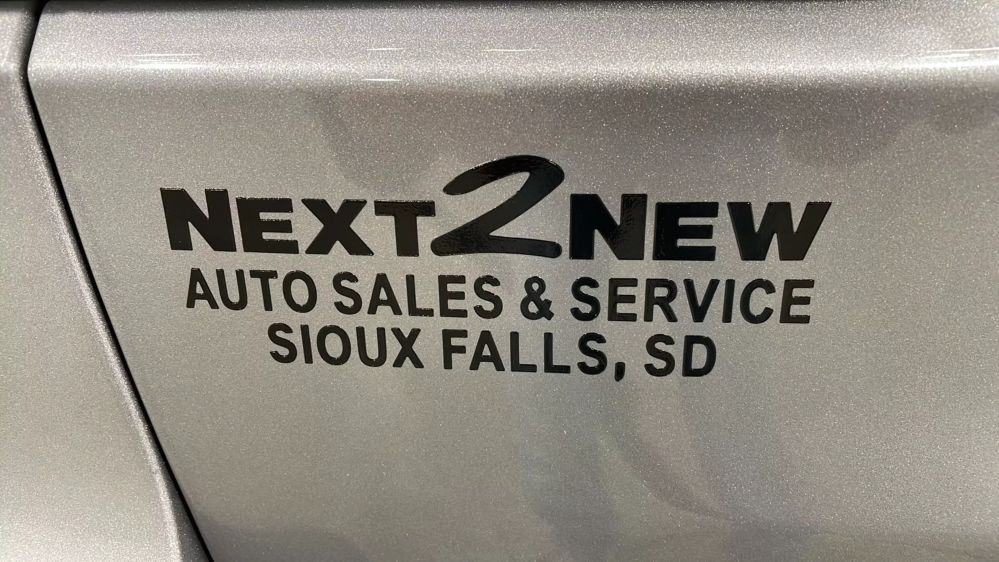 NEXT2NEW
AUTO SALES & SERVICE
SIOUX FALLS, SD